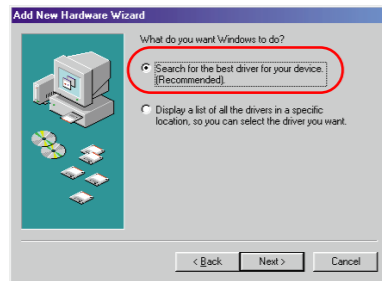 Add New Hardware Wizard
What do you want Windows to do?
Search for the best driver for your device.
(Recommended).
Display a list of all the drivers in a specific
location, so you can select the driver you want.
< Back
Next >
Cancel